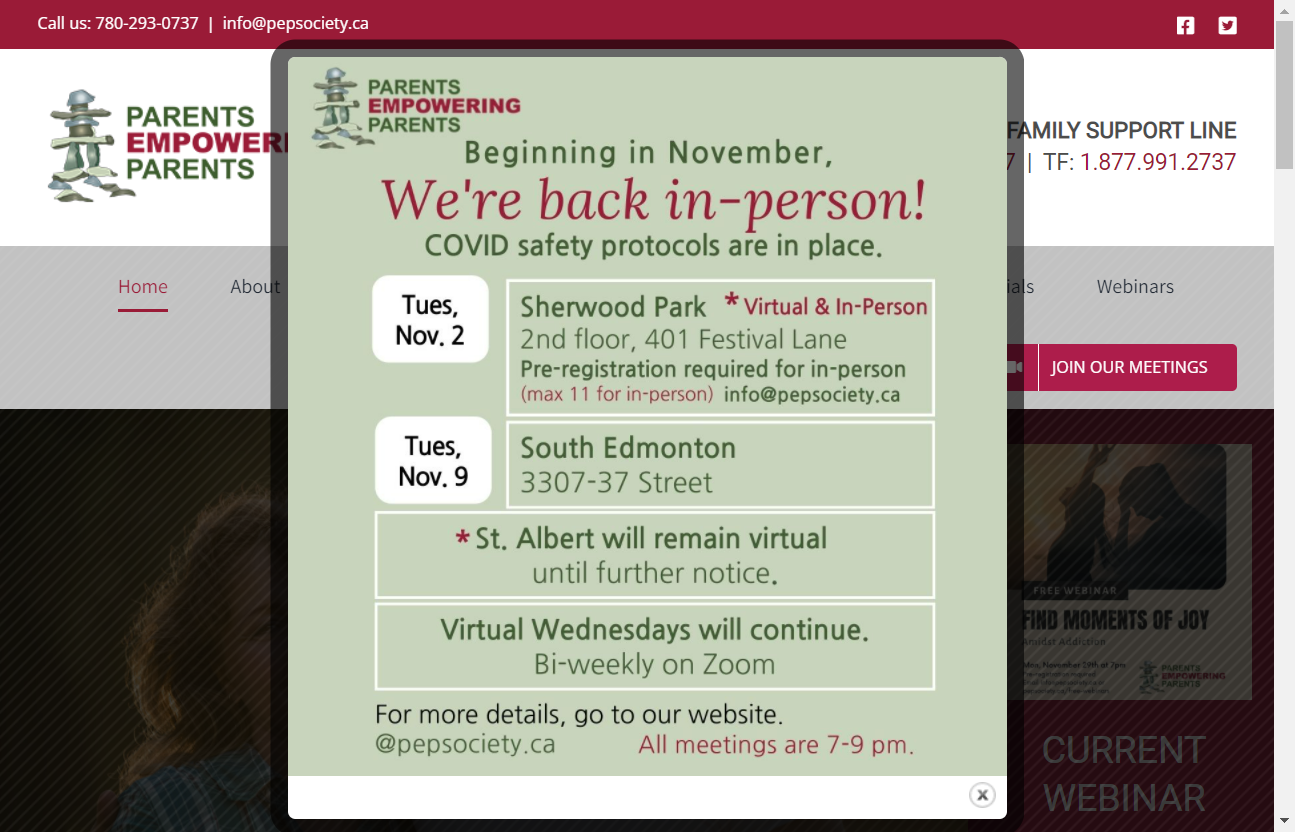 Call us: 780-293-0737 | info@pepsociety.ca
PARENTS
EMPOWERI
PARENTS
FAMILY SUPPORT LINE
7 | TF: 1.877.991.2737
Home
About
ials
Webinars
JOIN OUR MEETINGS
PARENTS
EMPOWERING
PARENTS
Beginning in November,
We're back in-person!
COVID safety protocols are in place.
Tues,
Nov. 2
Sherwood Park * Virtual & In-Person
2nd floor, 401 Festival Lane
Pre-registration required for in-person
(max 11 for in-person) info@pepsociety.ca
Tues,
Nov. 9
South Edmonton
3307-37 Street
* St. Albert will remain virtual
until further notice.
Virtual Wednesdays will continue.
Bi-weekly on Zoom
For more details, go to our website.
@pepsociety.ca All meetings are 7-9 pm.
FREE WEBINAR
FIND MOMENTS OF JOY
Amidst Addiction
Mon, November 29th at 7pm
PARENTS
EMPOWERING
PARENTS
CURRENT
WEBINAR